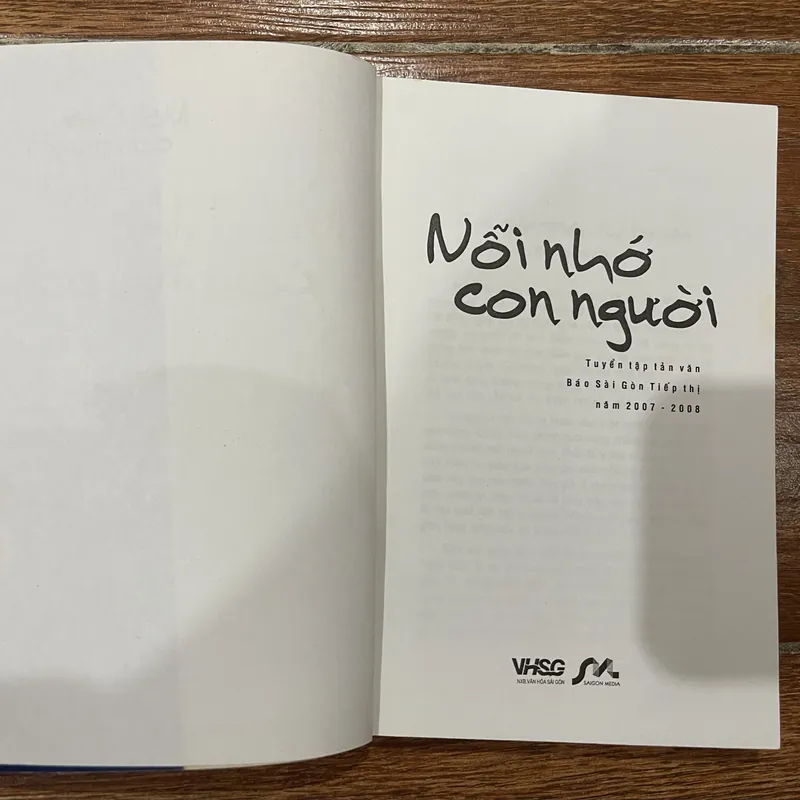 Nỗi nhớ
con người
Tuyển tập tản văn
Báo Sài Gòn Tiếp thị
năm 2007 - 2008
VHSG
NXB.VĂN HÓA SÀI GÒN
SAIGON MEDIA